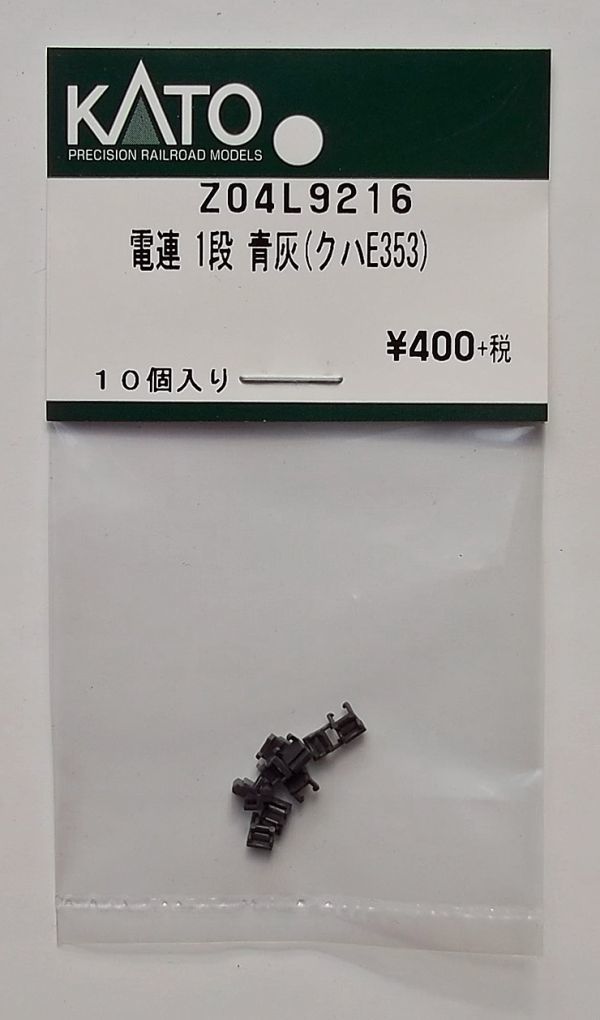 KATO
PRECISION RAILROAD MODELS
Z04L9216
電連 1段 青灰(クハE353)
¥400+税
10個入り